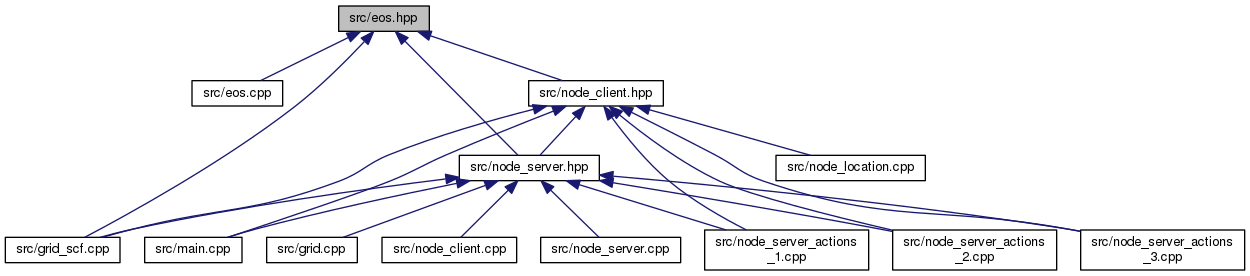 src/eos.hpp
src/eos.cpp
src/node_client.hpp
src/node_server.hpp
src/node_location.cpp
src/grid_scf.cpp
src/main.cpp
src/grid.cpp
src/node_client.cpp
src/node_server.cpp
src/node_server_actions
_1.cpp
src/node_server_actions
_2.cpp
src/node_server_actions
_3.cpp